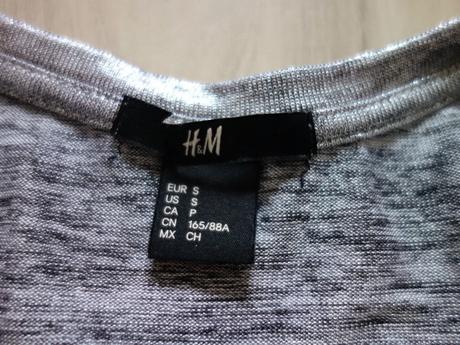 H&M
EUR S
US S
CA P
CN 165/88A
MX CH